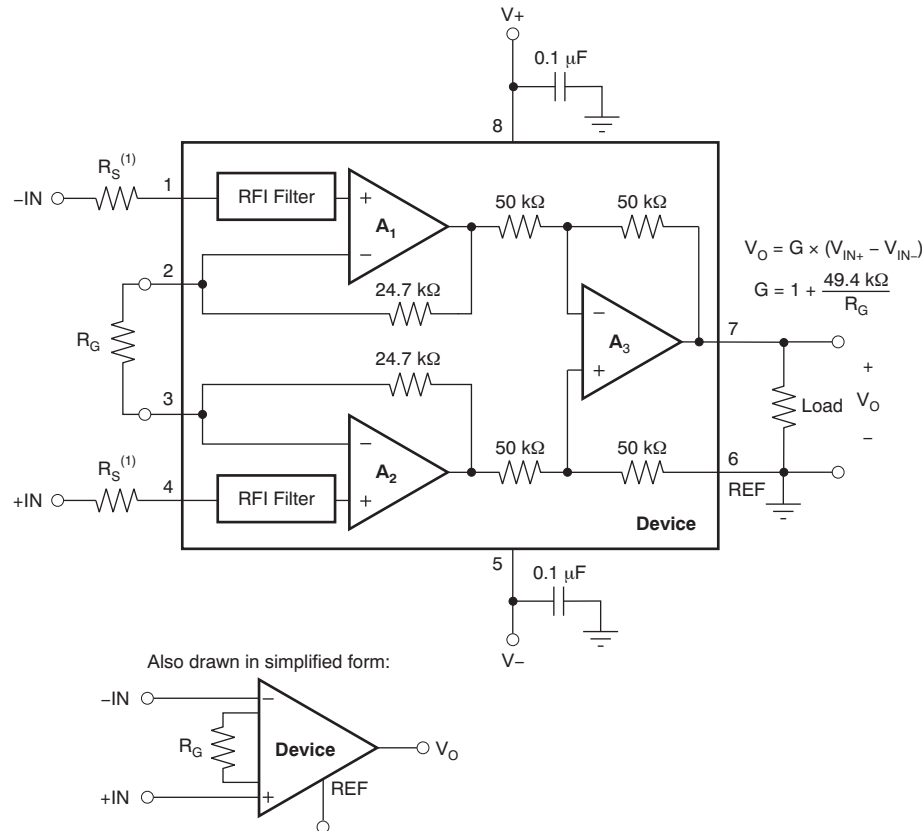 V+
0.1 μF
8
R_S^(1)
−IN
1
RFI Filter
+
A_1
−
50 kΩ
50 kΩ
V_O = G × (V_IN+ − V_IN−)
G = 1 + 49.4 kΩ / R_G
2
24.7 kΩ
R_G
−
A_3
+
7
24.7 kΩ
3
+
Load
V_O
−
−
A_2
+
50 kΩ
50 kΩ
6
REF
R_S^(1)
+IN
4
RFI Filter
Device
5
0.1 μF
V−
Also drawn in simplified form:
−IN
−
R_G
Device
V_O
+IN
+
REF